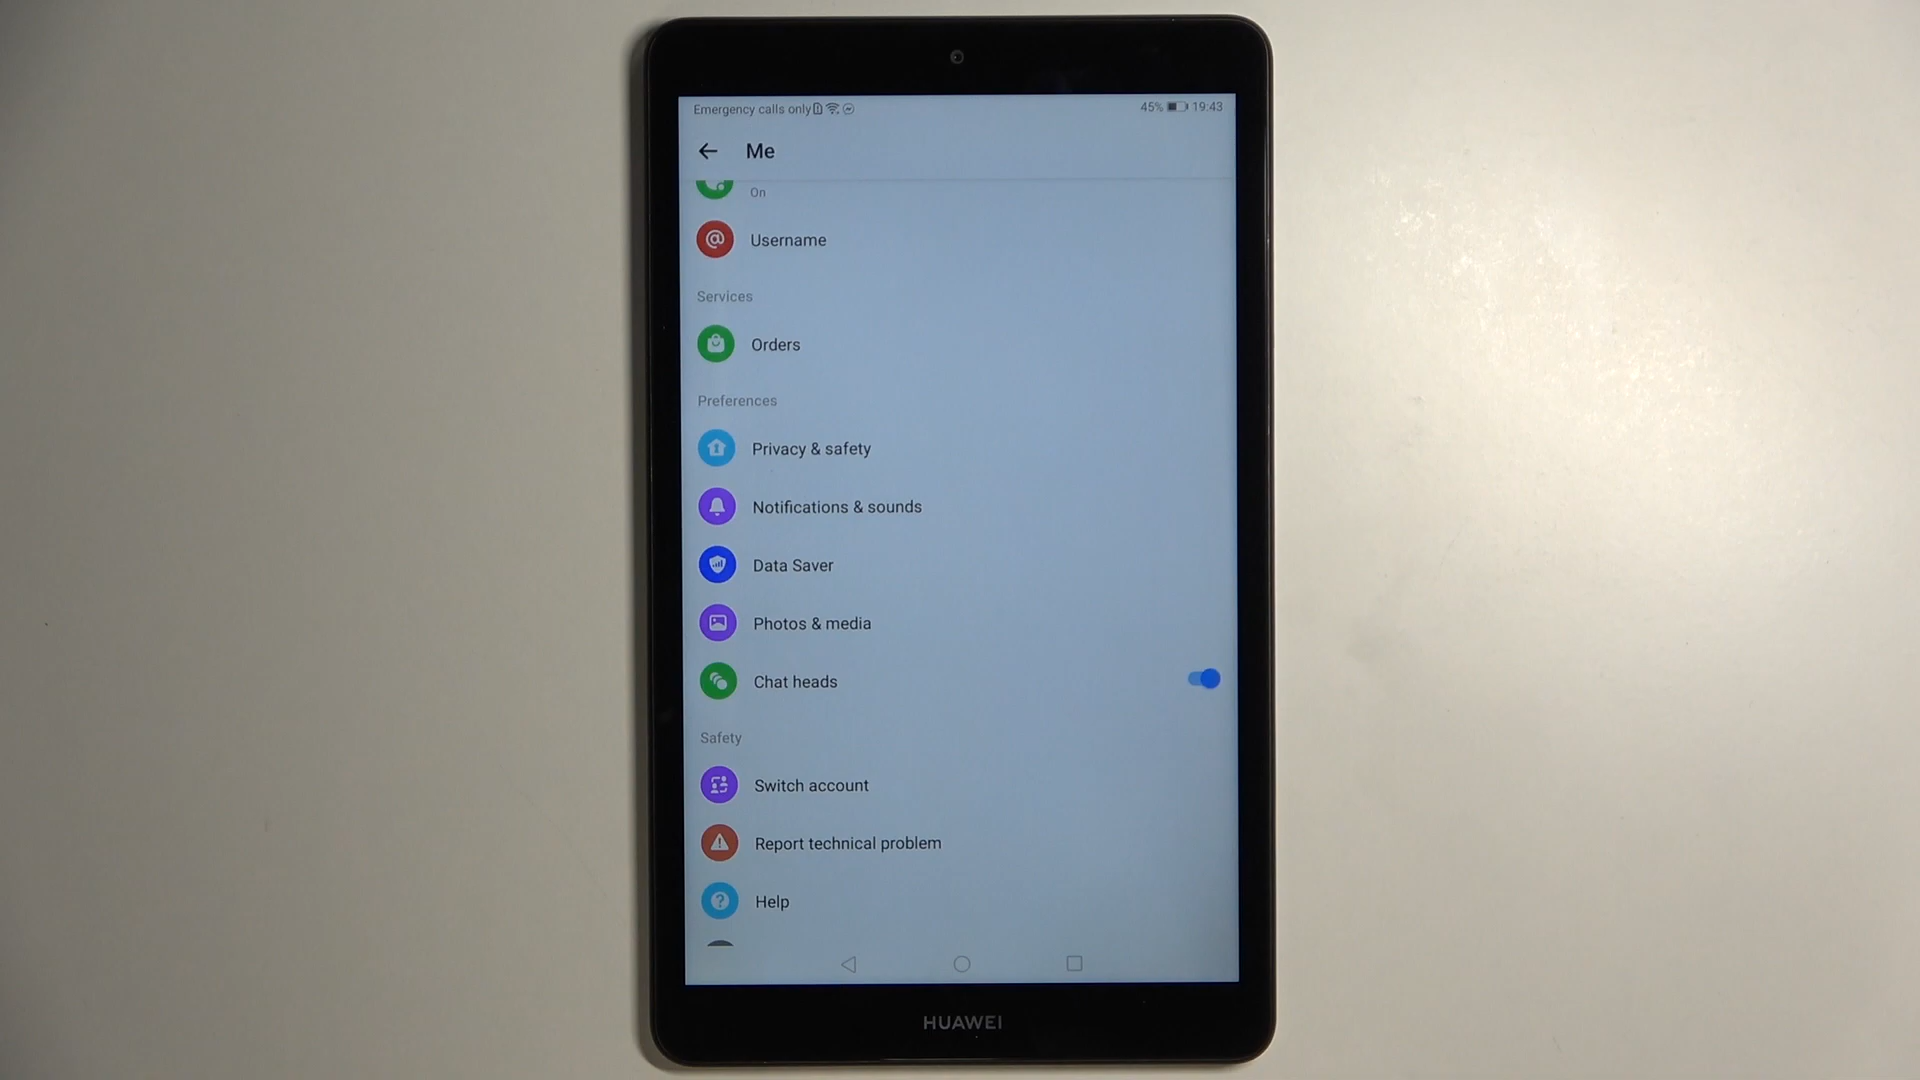 Emergency calls only 45% 19:43
Me
On
@ Username
Services
Orders
Preferences
Privacy & safety
Notifications & sounds
Data Saver
Photos & media
Chat heads
Safety
Switch account
Report technical problem
? Help
HUAWEI